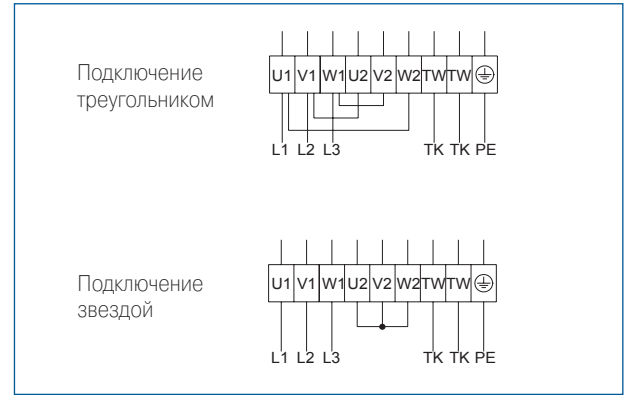 Подключение
треугольником
U1 V1 W1 U2 V2 W2 TW TW
L1 L2 L3 TK TK PE
Подключение
звездой
U1 V1 W1 U2 V2 W2 TW TW
L1 L2 L3 TK TK PE